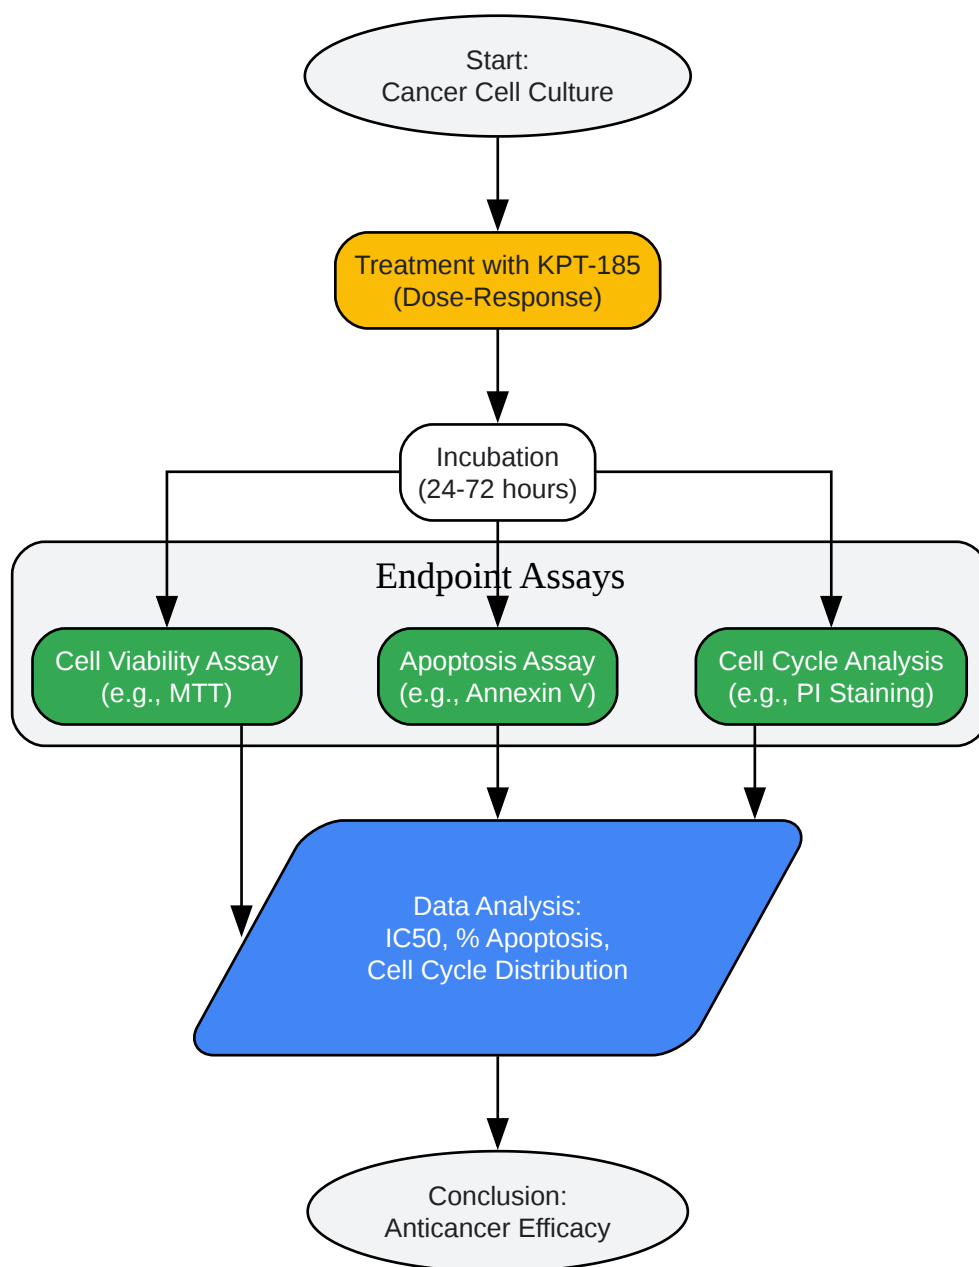 Start:
Cancer Cell Culture
Treatment with KPT-185
(Dose-Response)
Incubation
(24-72 hours)
Endpoint Assays
Cell Viability Assay
(e.g., MTT)
Apoptosis Assay
(e.g., Annexin V)
Cell Cycle Analysis
(e.g., PI Staining)
Data Analysis:
IC50, % Apoptosis,
Cell Cycle Distribution
Conclusion:
Anticancer Efficacy